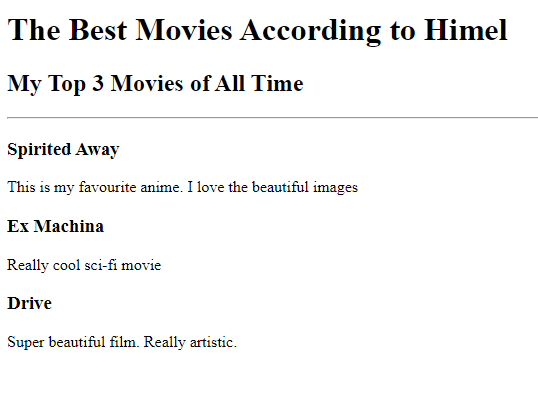 The Best Movies According to Himel
My Top 3 Movies of All Time
Spirited Away
This is my favourite anime. I love the beautiful images
Ex Machina
Really cool sci-fi movie
Drive
Super beautiful film. Really artistic.